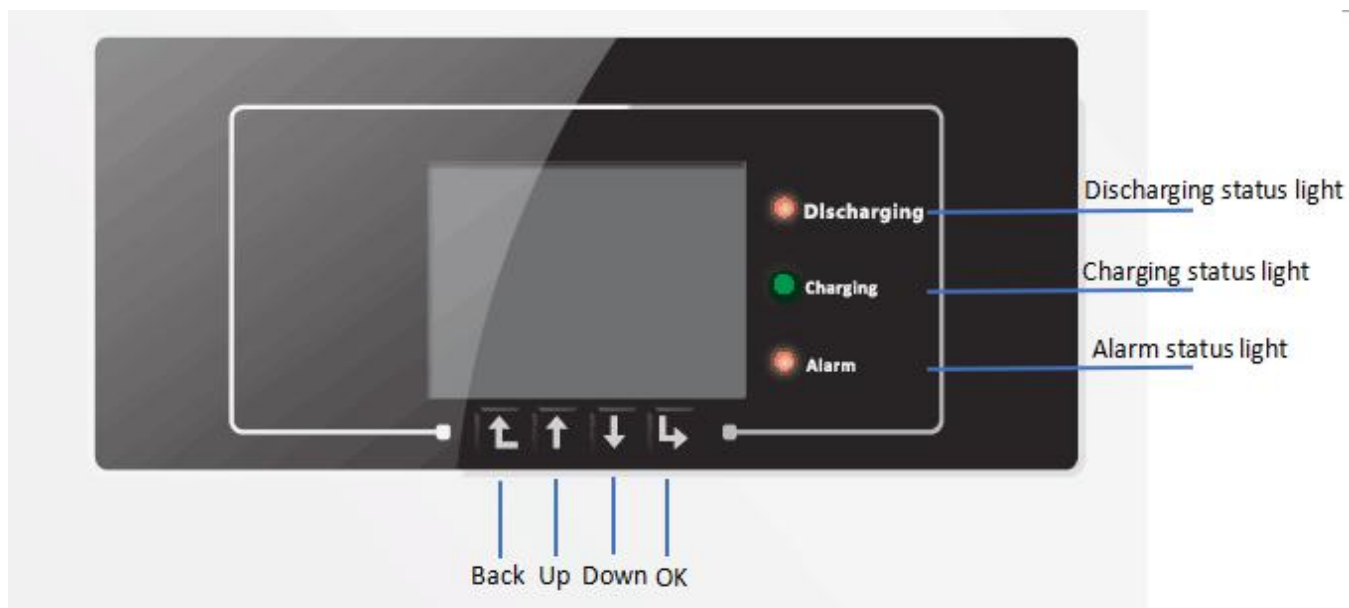 DIscharging
Discharging status light
Charging
Charging status light
Alarm
Alarm status light
Back Up Down OK